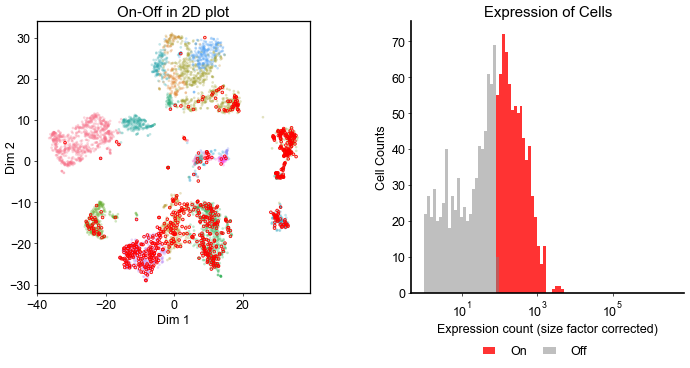 On-Off in 2D plot
Dim 2
30
20
10
0
−10
−20
−30
−40
−20
0
20
Dim 1
Expression of Cells
Cell Counts
70
60
50
40
30
20
10
0
10^1
10^3
10^5
Expression count (size factor corrected)
On
Off